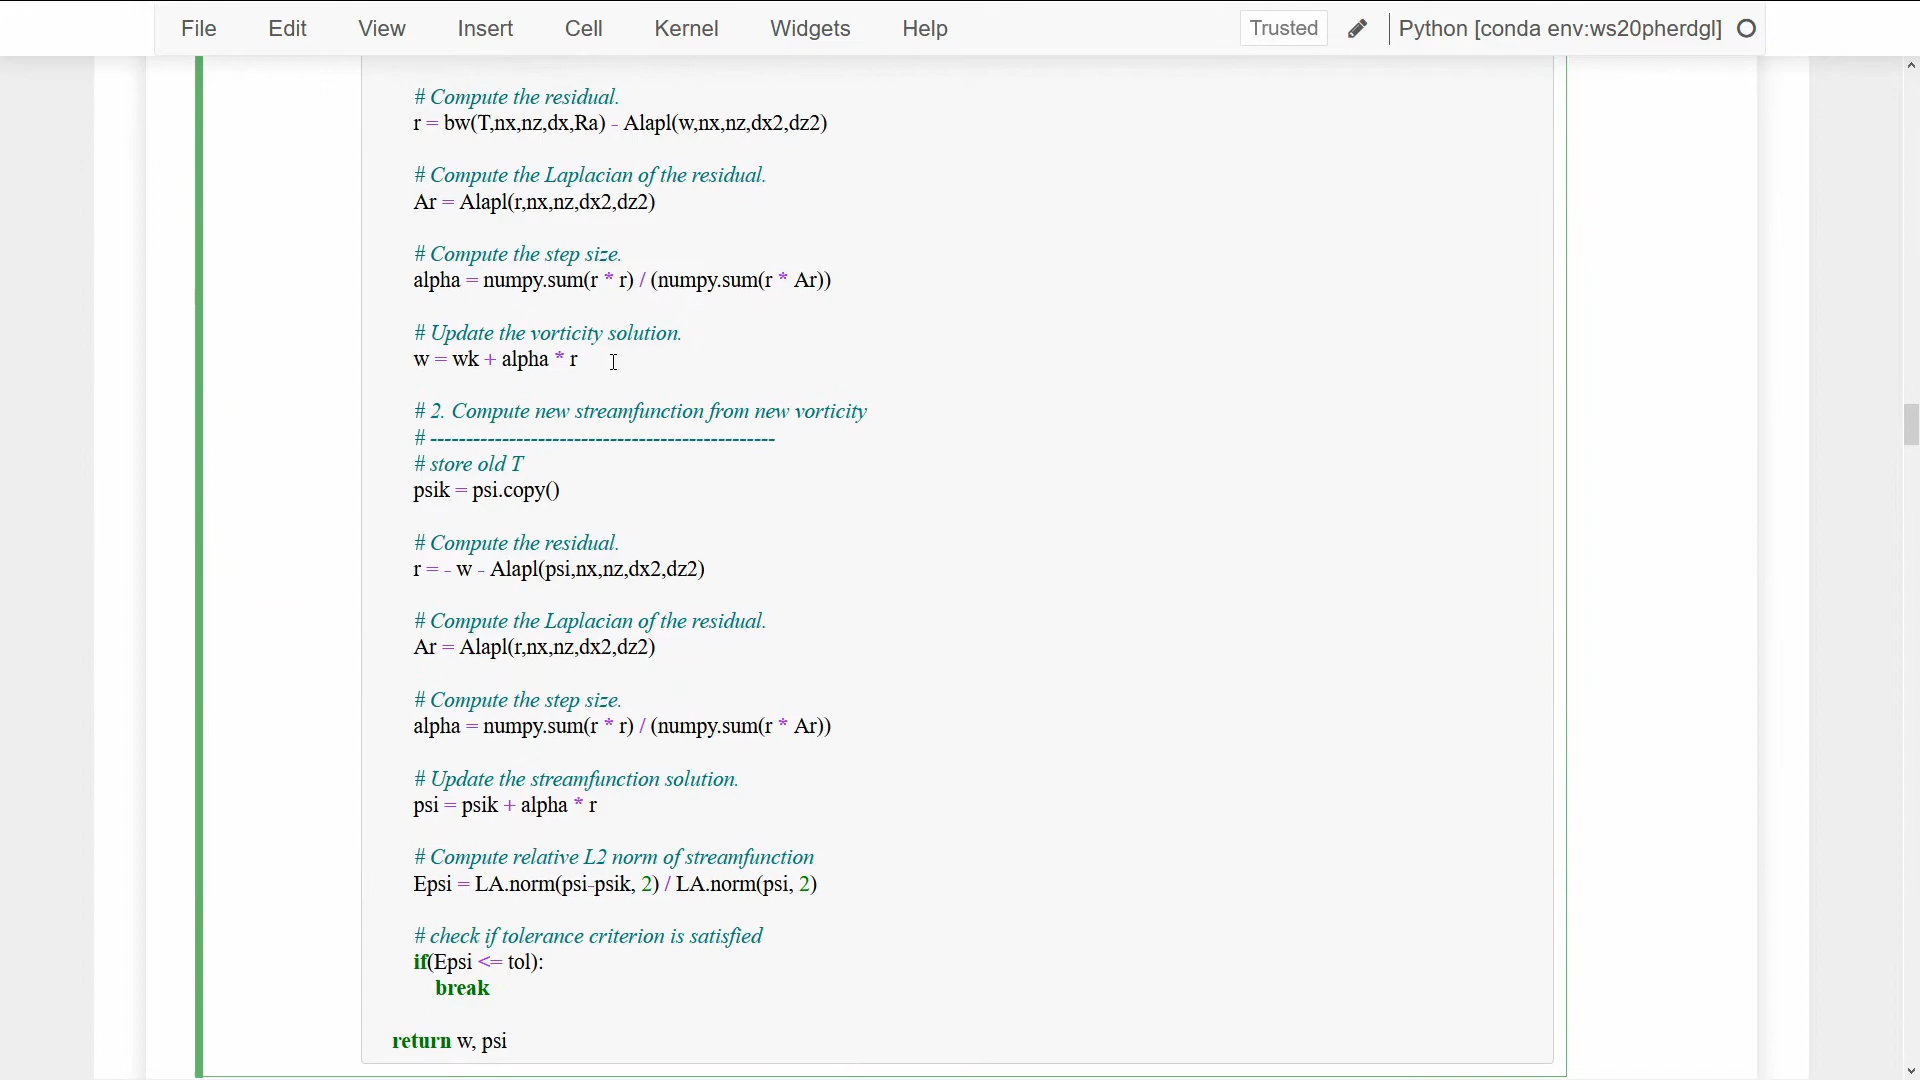 File Edit View Insert Cell Kernel Widgets Help Trusted Python [conda env:ws20pherdgl]
# Compute the residual.
r = bw(T,nx,nz,dx,Ra) - Alapl(w,nx,nz,dx2,dz2)
# Compute the Laplacian of the residual.
Ar = Alapl(r,nx,nz,dx2,dz2)
# Compute the step size.
alpha = numpy.sum(r * r) / (numpy.sum(r * Ar))
# Update the vorticity solution.
w = wk + alpha * r
# 2. Compute new streamfunction from new vorticity
# -----------------------------------------------
# store old T
psik = psi.copy()
# Compute the residual.
r = - w - Alapl(psi,nx,nz,dx2,dz2)
# Compute the Laplacian of the residual.
Ar = Alapl(r,nx,nz,dx2,dz2)
# Compute the step size.
alpha = numpy.sum(r * r) / (numpy.sum(r * Ar))
# Update the streamfunction solution.
psi = psik + alpha * r
# Compute relative L2 norm of streamfunction
Epsi = LA.norm(psi-psik, 2) / LA.norm(psi, 2)
# check if tolerance criterion is satisfied
if(Epsi <= tol):
break
return w, psi